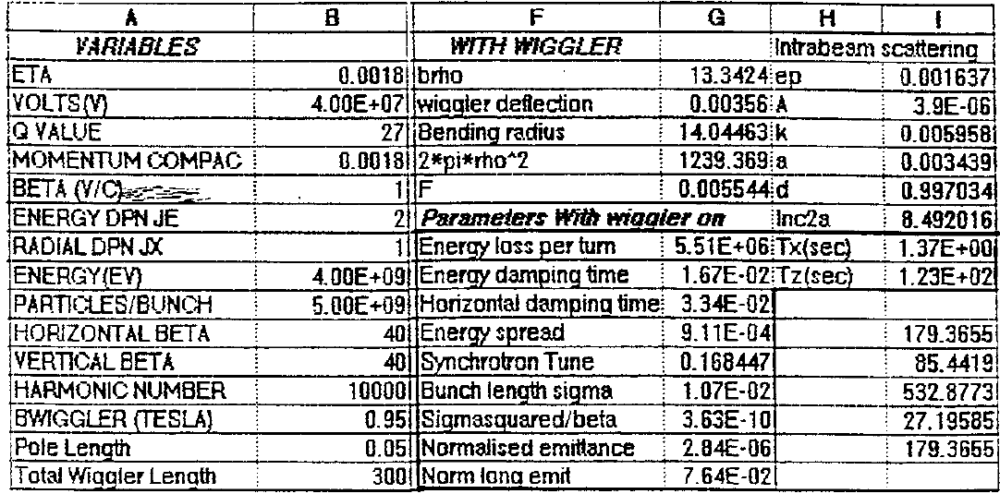 A B F G H I
VARIABLES WITH WIGGLER Intrabeam scattering
ETA 0.0018 brho 13.3424 ep 0.001637
VOLTS(V) 4.00E+07 wiggler deflection 0.00356 A 3.9E-06
Q VALUE 27 Bending radius 14.04463 k 0.005958
MOMENTUM COMPAC 0.0018 2*pi*rho^2 1239.369 a 0.003439
BETA (V/C) 1 F 0.005544 d 0.997034
ENERGY DPN JE 2 Parameters With wiggler on lnc2a 8.492016
RADIAL DPN JX 1 Energy loss per turn 5.51E+06 Tx(sec) 1.37E+00
ENERGY(EV) 4.00E+09 Energy damping time 1.67E-02 Tz(sec) 1.23E+02
PARTICLES/BUNCH 5.00E+09 Horizontal damping time 3.34E-02
HORIZONTAL BETA 40 Energy spread 9.11E-04 179.3655
VERTICAL BETA 40 Synchrotron Tune 0.168447 85.4419
HARMONIC NUMBER 10000 Bunch length sigma 1.07E-02 532.8773
BWIGGLER (TESLA) 0.95 Sigmasquared/beta 3.63E-10 27.19585
Pole Length 0.05 Normalised emittance 2.84E-06 179.3655
Total Wiggler Length 300 Norm long emit 7.64E-02